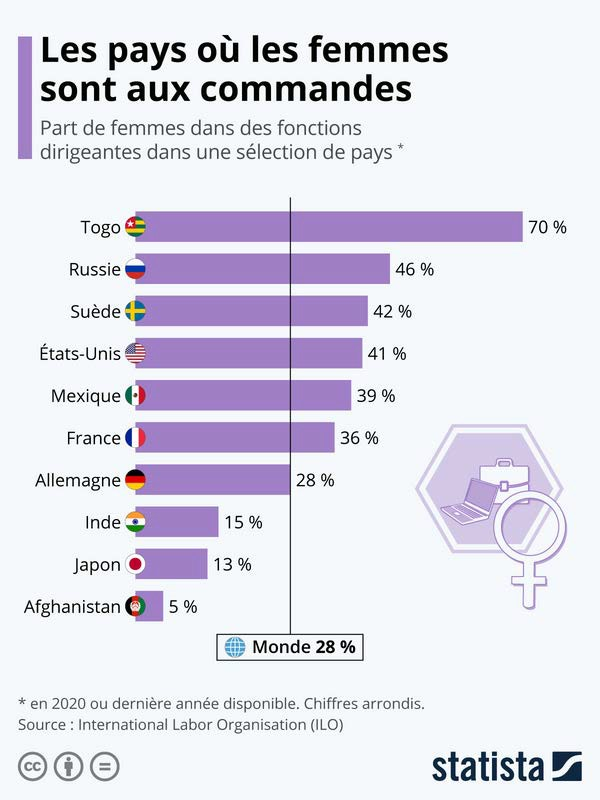 Les pays où les femmes
sont aux commandes
Part de femmes dans des fonctions
dirigeantes dans une sélection de pays *
Togo 70 %
Russie 46 %
Suède 42 %
États-Unis 41 %
Mexique 39 %
France 36 %
Allemagne 28 %
Inde 15 %
Japon 13 %
Afghanistan 5 %
Monde 28 %
* en 2020 ou dernière année disponible. Chiffres arrondis.
Source : International Labor Organisation (ILO)
cc
statista